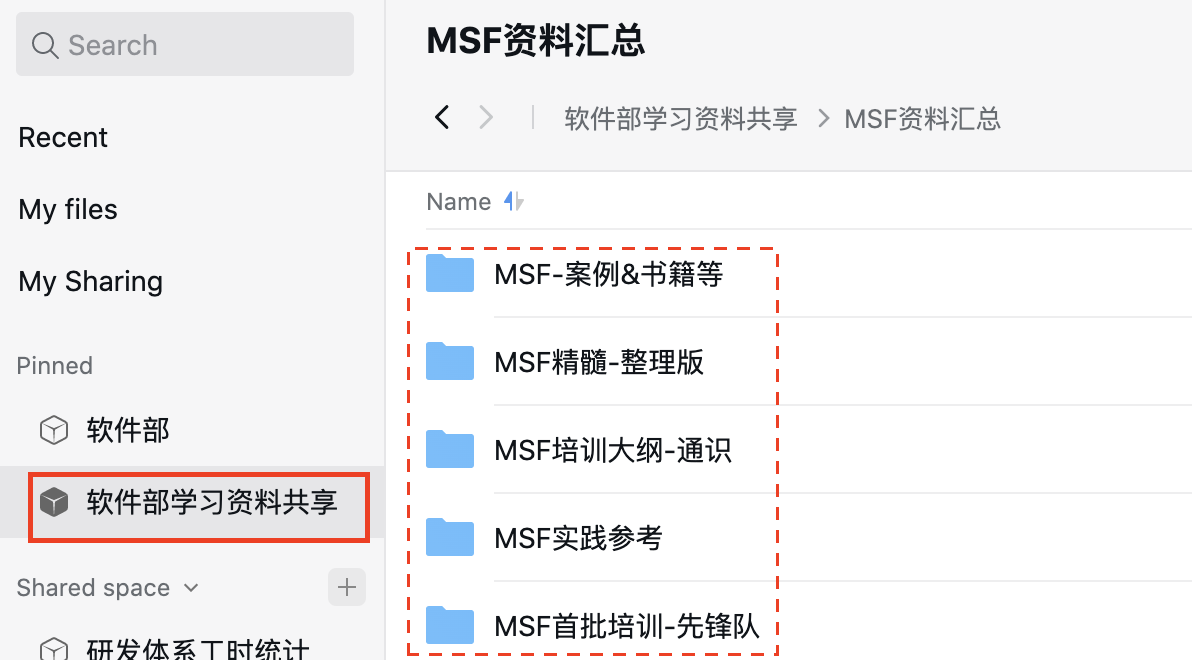 Search
Recent
My files
My Sharing
Pinned
软件部
软件部学习资料共享
Shared space
研发体系工时统计
MSF资料汇总
软件部学习资料共享 > MSF资料汇总
Name
MSF-案例&书籍等
MSF精髓-整理版
MSF培训大纲-通识
MSF实践参考
MSF首批培训-先锋队